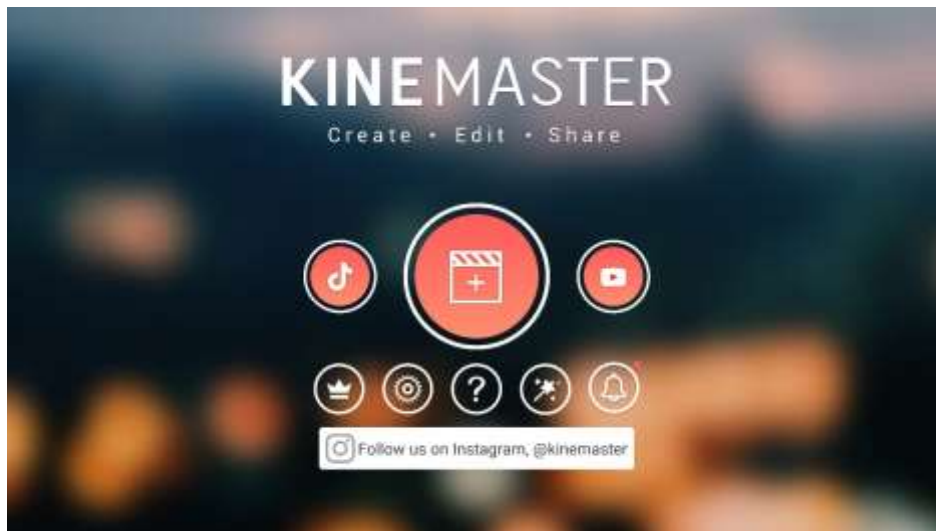 KINEMASTER
Create • Edit • Share
?
Follow us on Instagram, @kinemaster